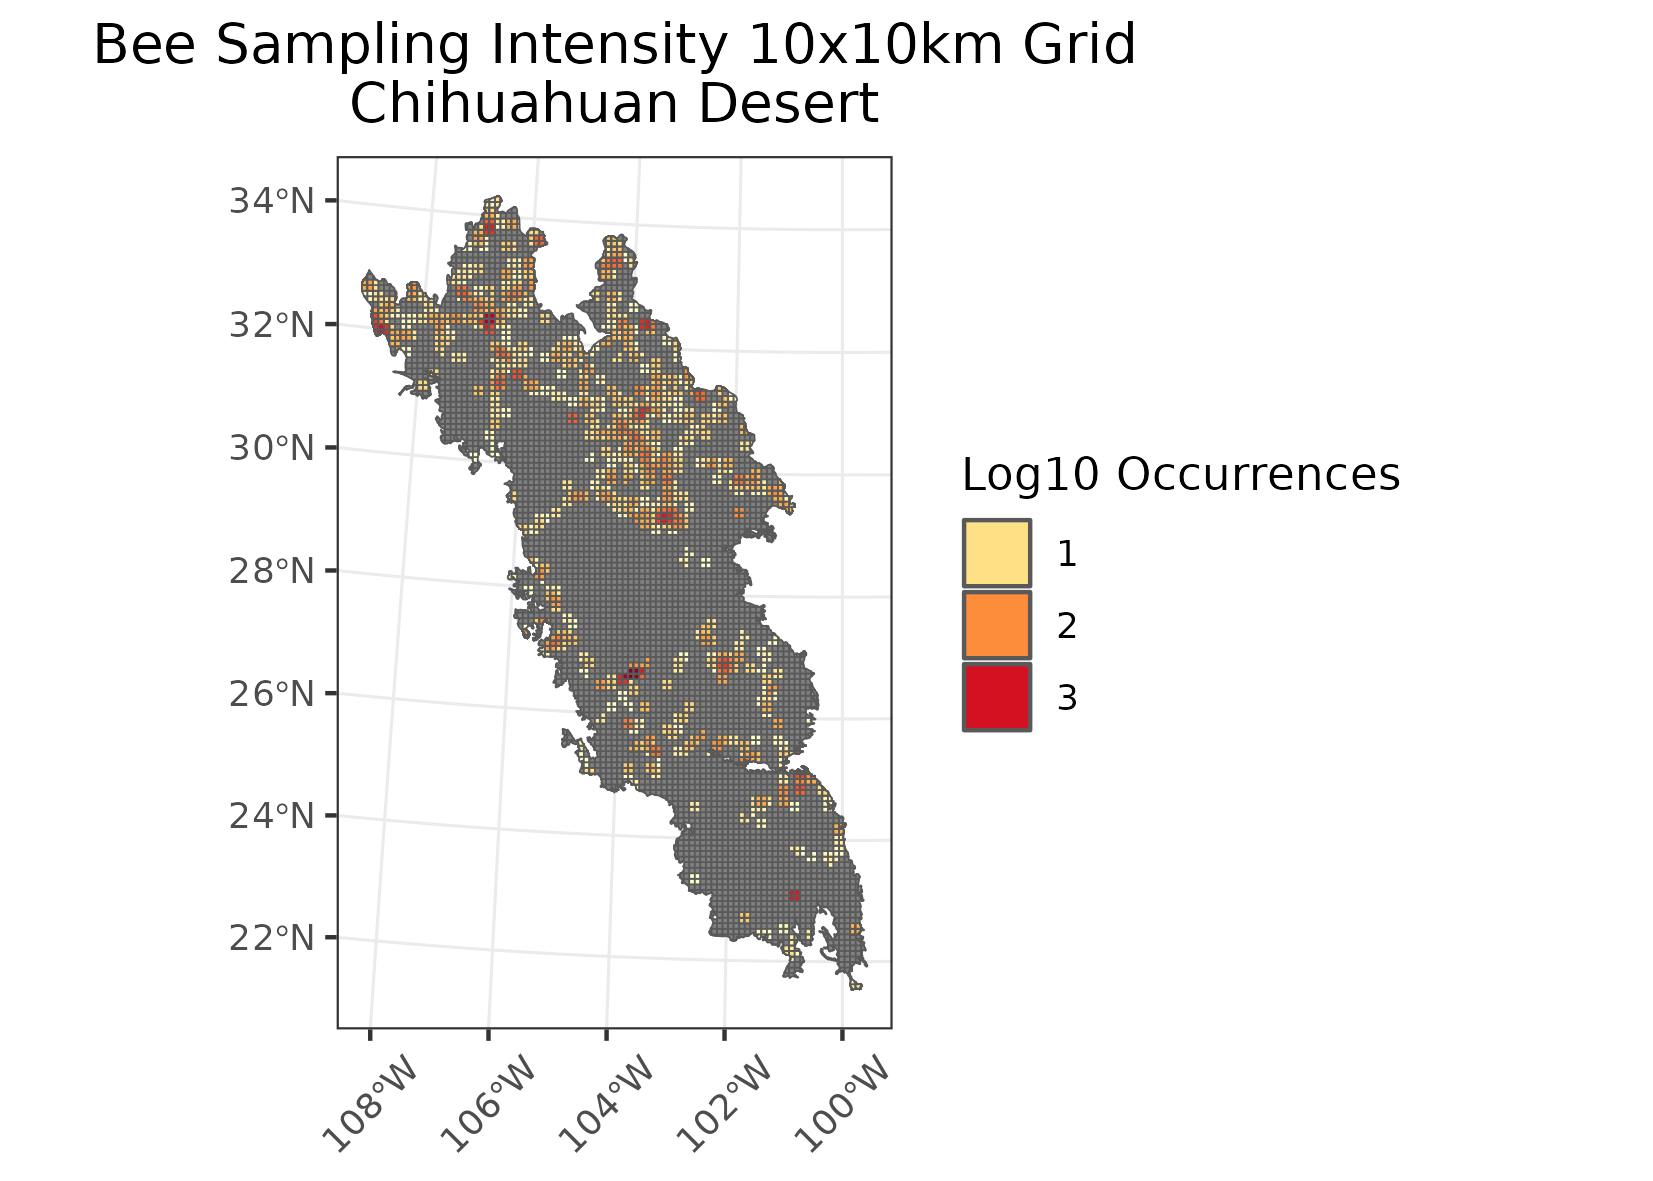 Bee Sampling Intensity 10x10km Grid
Chihuahuan Desert
34°N
32°N
30°N
28°N
26°N
24°N
22°N
108°W
106°W
104°W
102°W
100°W
Log10 Occurrences
1
2
3